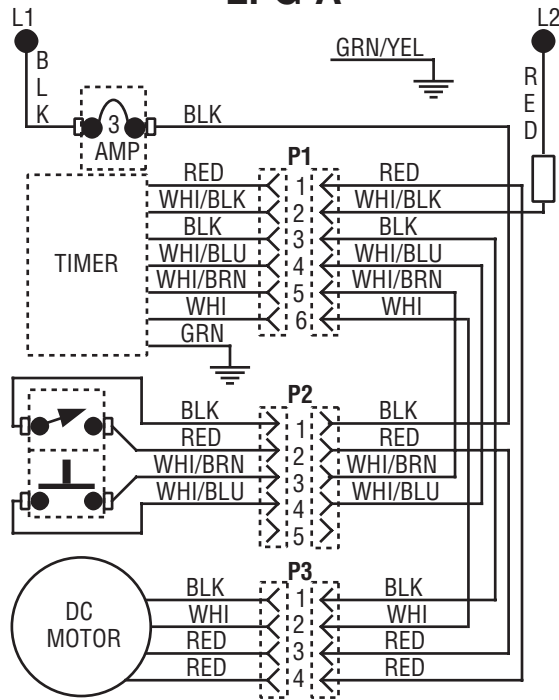 L1
L2
GRN/YEL
BLK
RED
3
AMP
BLK
P1
RED 1 RED
WHI/BLK 2 WHI/BLK
BLK 3 BLK
WHI/BLU 4 WHI/BLU
WHI/BRN 5 WHI/BRN
WHI 6 WHI
TIMER
GRN
P2
BLK 1 BLK
RED 2 RED
WHI/BRN 3 WHI/BRN
WHI/BLU 4 WHI/BLU
5
P3
BLK 1 BLK
WHI 2 WHI
RED 3 RED
RED 4 RED
DC
MOTOR